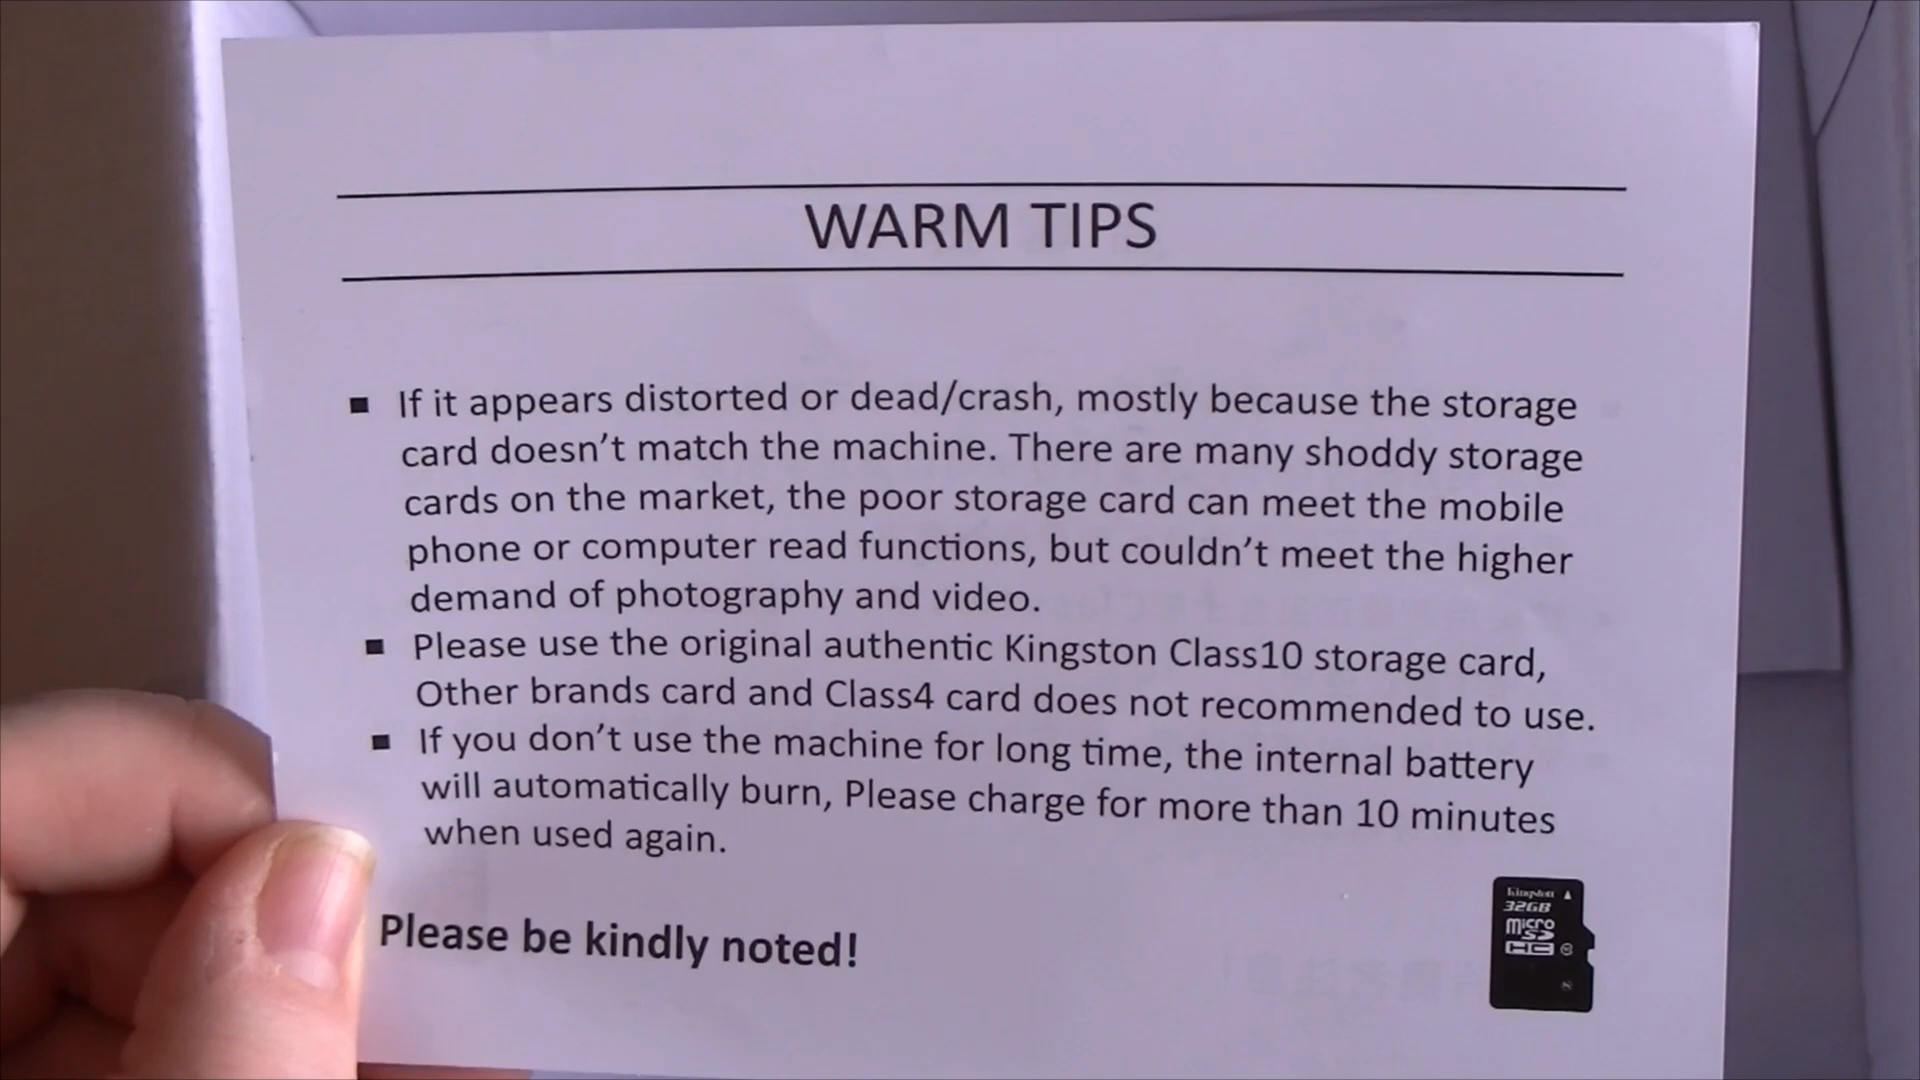 WARM TIPS
▪ If it appears distorted or dead/crash, mostly because the storage
card doesn't match the machine. There are many shoddy storage
cards on the market, the poor storage card can meet the mobile
phone or computer read functions, but couldn't meet the higher
demand of photography and video.
▪ Please use the original authentic Kingston Class10 storage card,
Other brands card and Class4 card does not recommended to use.
▪ If you don't use the machine for long time, the internal battery
will automatically burn, Please charge for more than 10 minutes
when used again.
Please be kindly noted!
Kingston
32GB
micro
SD
HC